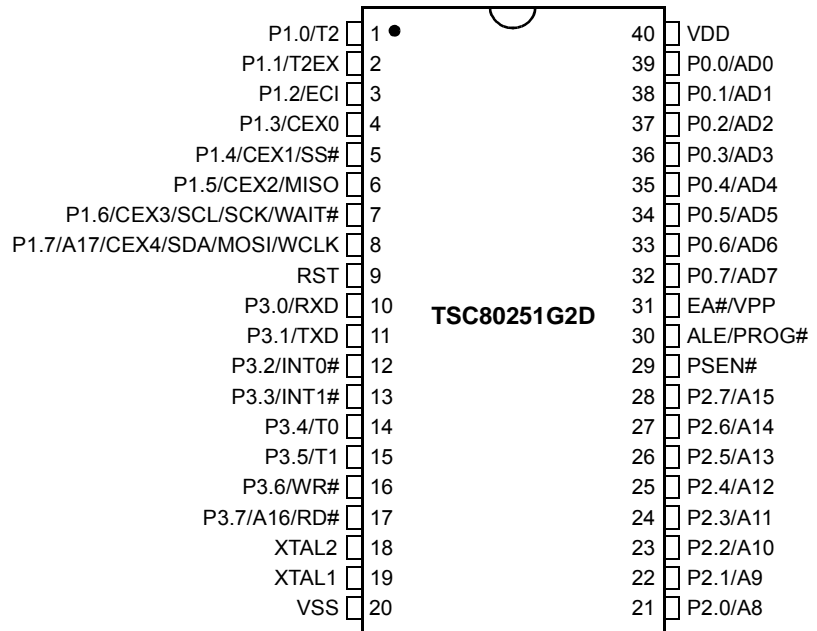 P1.0/T2 1 40 VDD
P1.1/T2EX 2 39 P0.0/AD0
P1.2/ECI 3 38 P0.1/AD1
P1.3/CEX0 4 37 P0.2/AD2
P1.4/CEX1/SS# 5 36 P0.3/AD3
P1.5/CEX2/MISO 6 35 P0.4/AD4
P1.6/CEX3/SCL/SCK/WAIT# 7 34 P0.5/AD5
P1.7/A17/CEX4/SDA/MOSI/WCLK 8 33 P0.6/AD6
RST 9 32 P0.7/AD7
P3.0/RXD 10 31 EA#/VPP
TSC80251G2D
P3.1/TXD 11 30 ALE/PROG#
P3.2/INT0# 12 29 PSEN#
P3.3/INT1# 13 28 P2.7/A15
P3.4/T0 14 27 P2.6/A14
P3.5/T1 15 26 P2.5/A13
P3.6/WR# 16 25 P2.4/A12
P3.7/A16/RD# 17 24 P2.3/A11
XTAL2 18 23 P2.2/A10
XTAL1 19 22 P2.1/A9
VSS 20 21 P2.0/A8